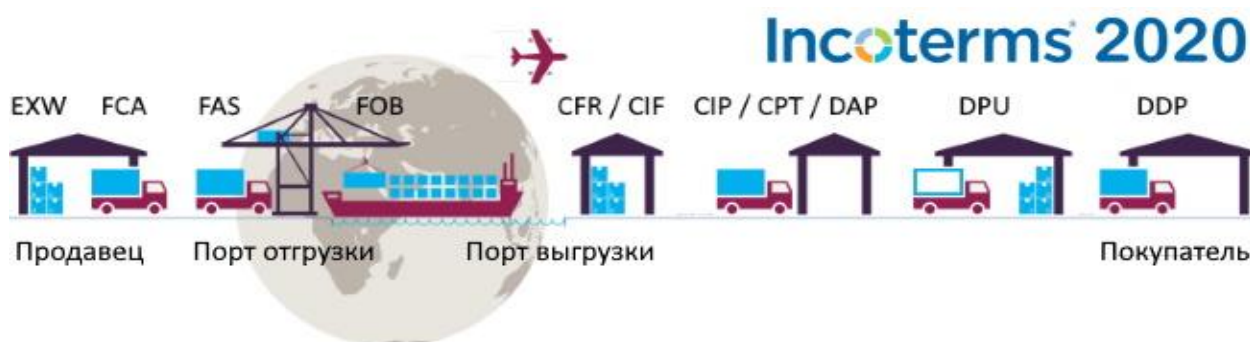 Incoterms® 2020
EXW FCA FAS FOB CFR / CIF CIP / CPT / DAP DPU DDP
Продавец Порт отгрузки Порт выгрузки Покупатель